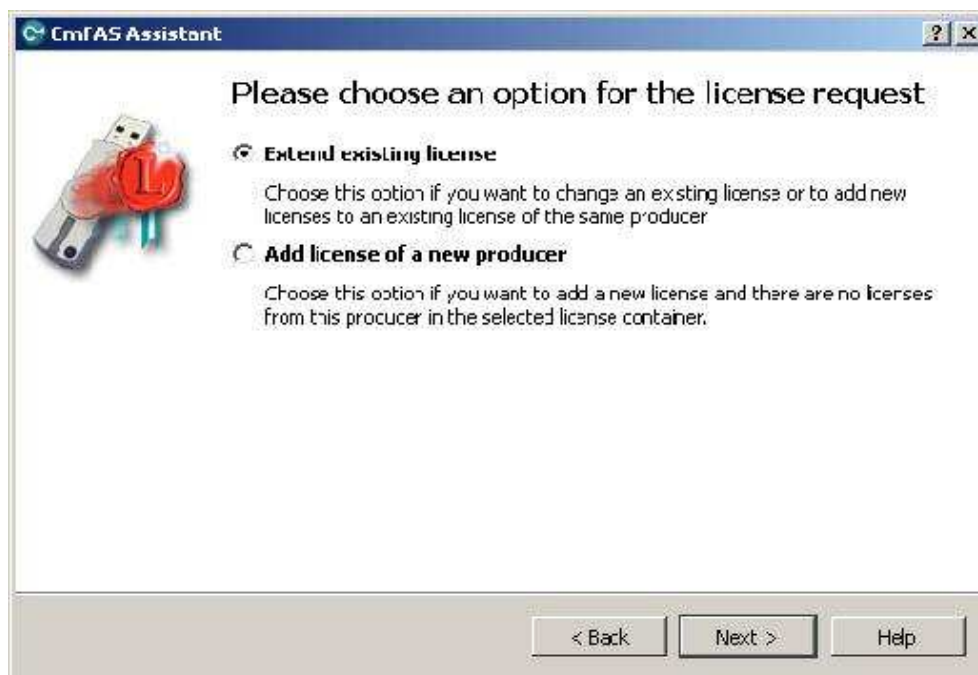 CmFAS Assistant
Please choose an option for the license request
Extend existing license
Choose this option if you want to change an existing license or to add new
licenses to an existing license of the same producer
Add license of a new producer
Choose this option if you want to add a new license and there are no licenses
from this producer in the selected license container.
L
< Back
Next >
Help